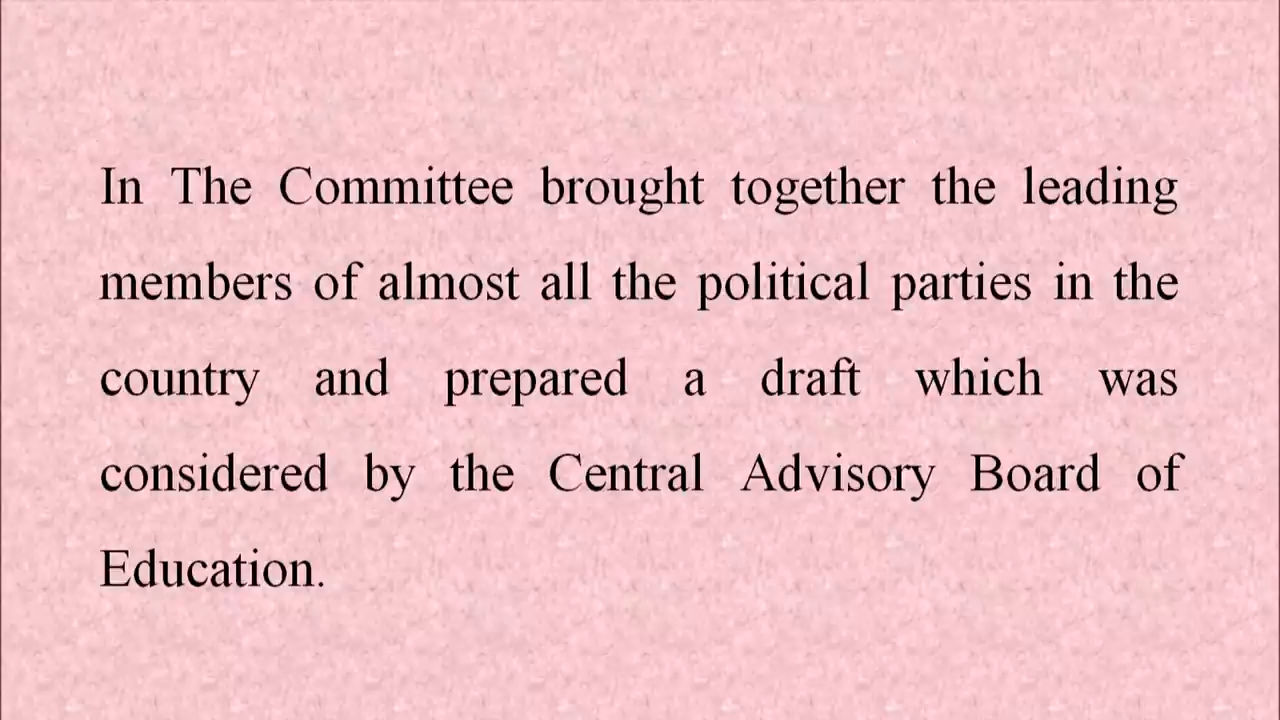 In The Committee brought together the leading
members of almost all the political parties in the
country and prepared a draft which was
considered by the Central Advisory Board of
Education.